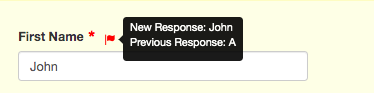 New Response: John
First Name * Previous Response: A
John